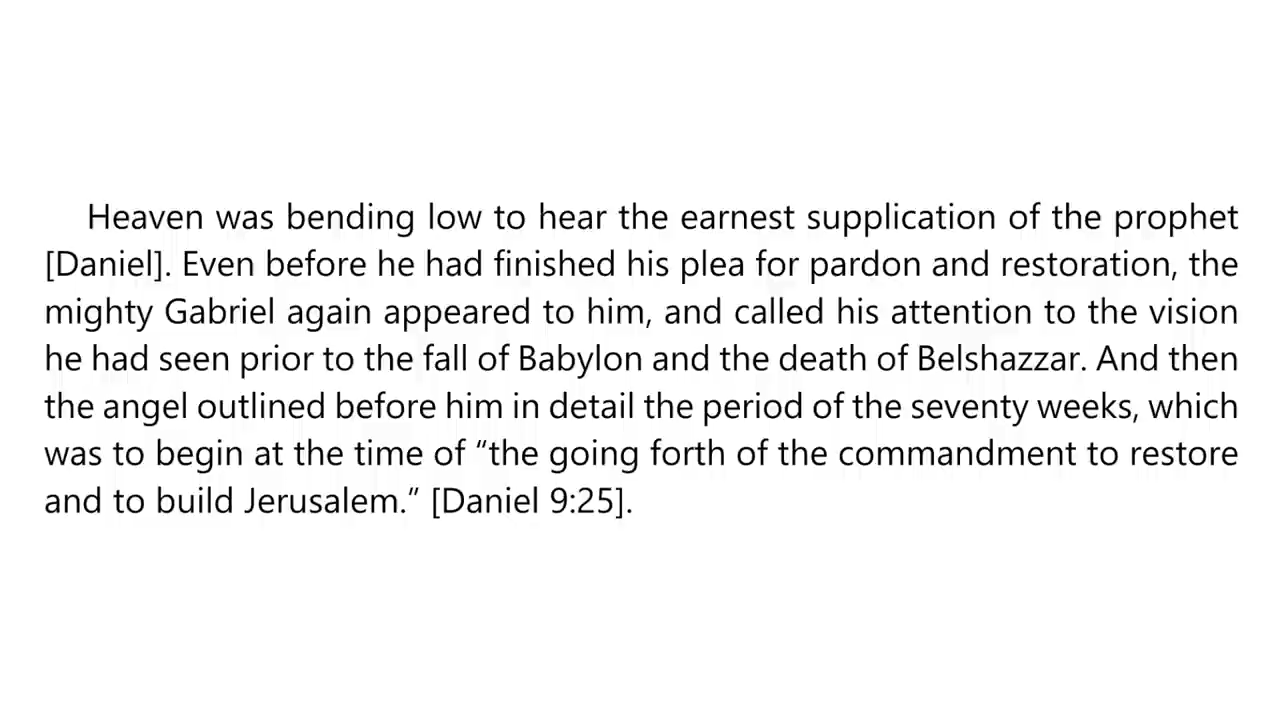 Heaven was bending low to hear the earnest supplication of the prophet
[Daniel]. Even before he had finished his plea for pardon and restoration, the
mighty Gabriel again appeared to him, and called his attention to the vision
he had seen prior to the fall of Babylon and the death of Belshazzar. And then
the angel outlined before him in detail the period of the seventy weeks, which
was to begin at the time of “the going forth of the commandment to restore
and to build Jerusalem.” [Daniel 9:25].